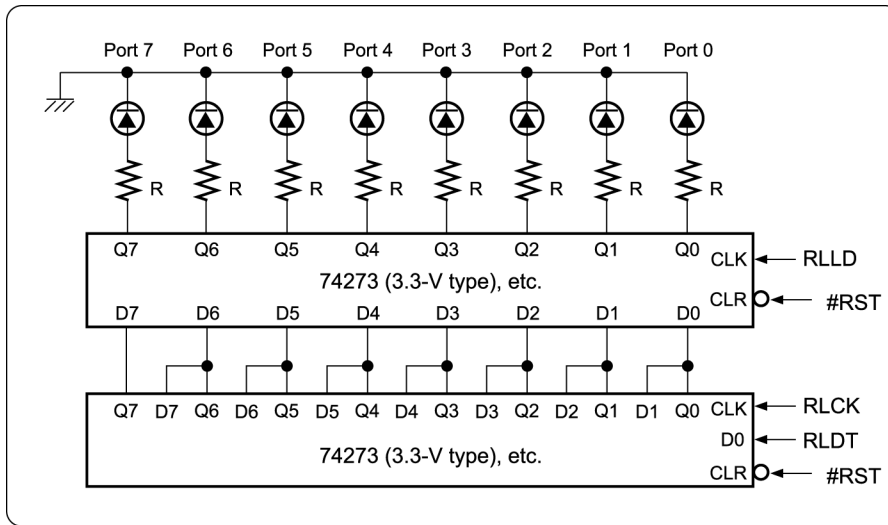 Port 7 Port 6 Port 5 Port 4 Port 3 Port 2 Port 1 Port 0
R R R R R R R R
Q7 Q6 Q5 Q4 Q3 Q2 Q1 Q0
CLK RLLD
74273 (3.3-V type), etc.
CLR #RST
D7 D6 D5 D4 D3 D2 D1 D0
Q7 D7 Q6 D6 Q5 D5 Q4 D4 Q3 D3 Q2 D2 Q1 D1 Q0 CLK RLCK
D0 RLDT
74273 (3.3-V type), etc.
CLR #RST